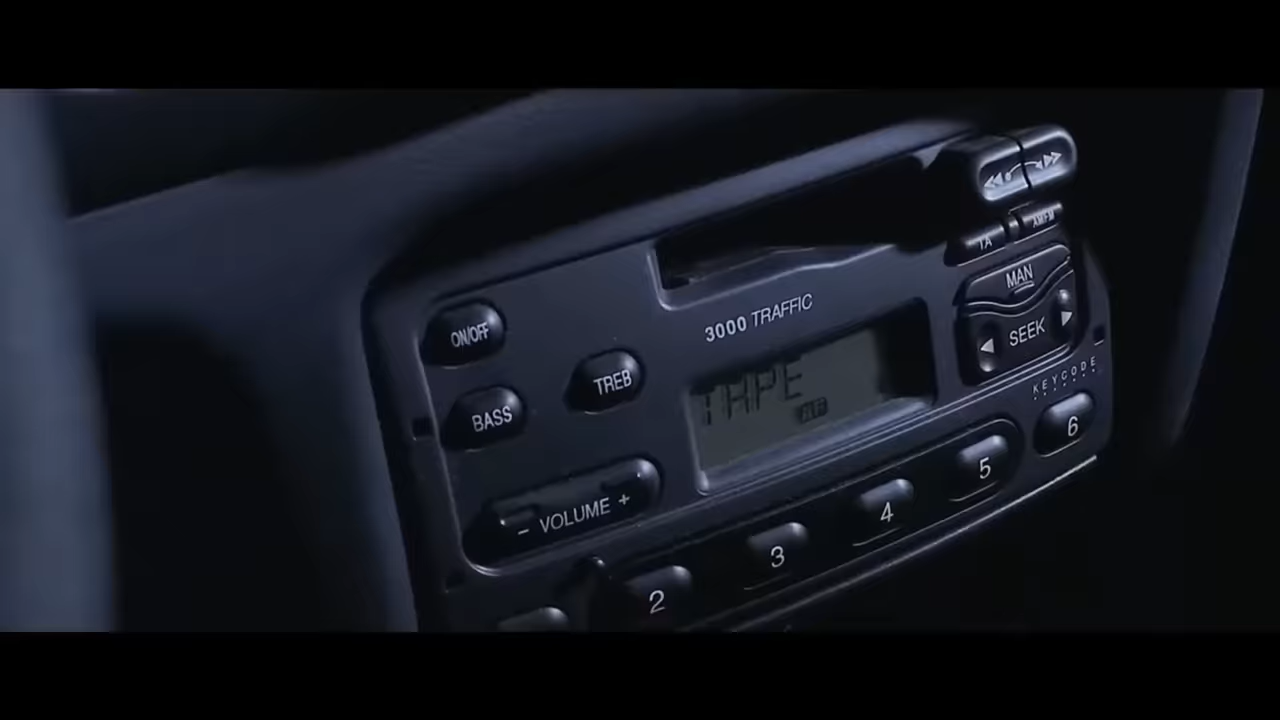 ON/OFF
TREB
BASS
- VOLUME +
3000 TRAFFIC
TAPE
TA
AM/FM
MAN
SEEK
KEYCODE
2
3
4
5
6